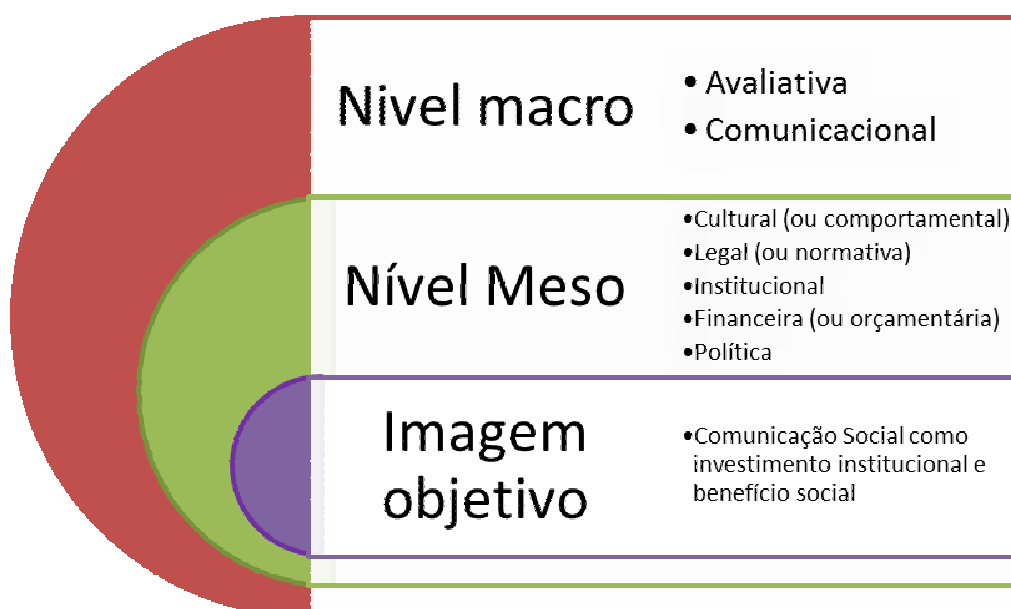 Nivel macro
• Avaliativa
• Comunicacional
Nível Meso
•Cultural (ou comportamental)
•Legal (ou normativa)
•Institucional
•Financeira (ou orçamentária)
•Política
Imagem
objetivo
•Comunicação Social como
investimento institucional e
benefício social